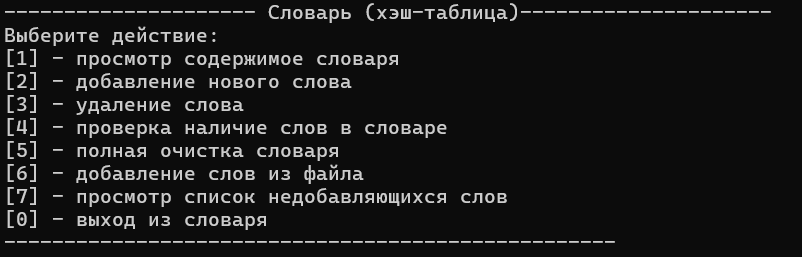 --------------------- Словарь (хэш-таблица)---------------------
Выберите действие:
[1] - просмотр содержимое словаря
[2] - добавление нового слова
[3] - удаление слова
[4] - проверка наличие слов в словаре
[5] - полная очистка словаря
[6] - добавление слов из файла
[7] - просмотр список недобавляющихся слов
[0] - выход из словаря
---------------------------------------------------